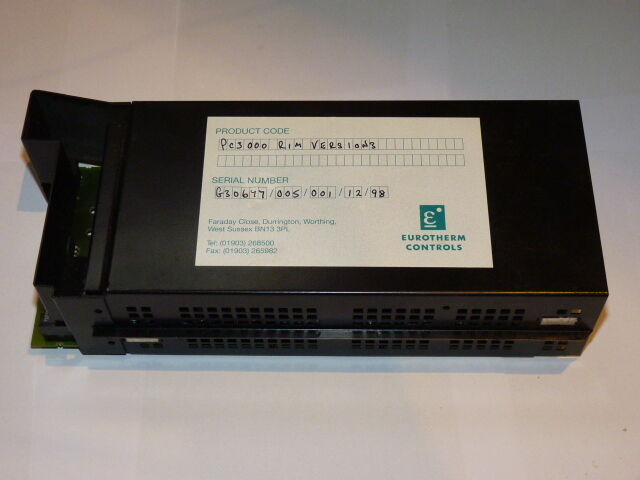 PRODUCT CODE
PC3000 RIM VERSION3
SERIAL NUMBER
G30647/005/001/12/98
Faraday Close, Durrington, Worthing,
West Sussex BN13 3PL
Tel: (01903) 268500
Fax: (01903) 265982
EUROTHERM
CONTROLS